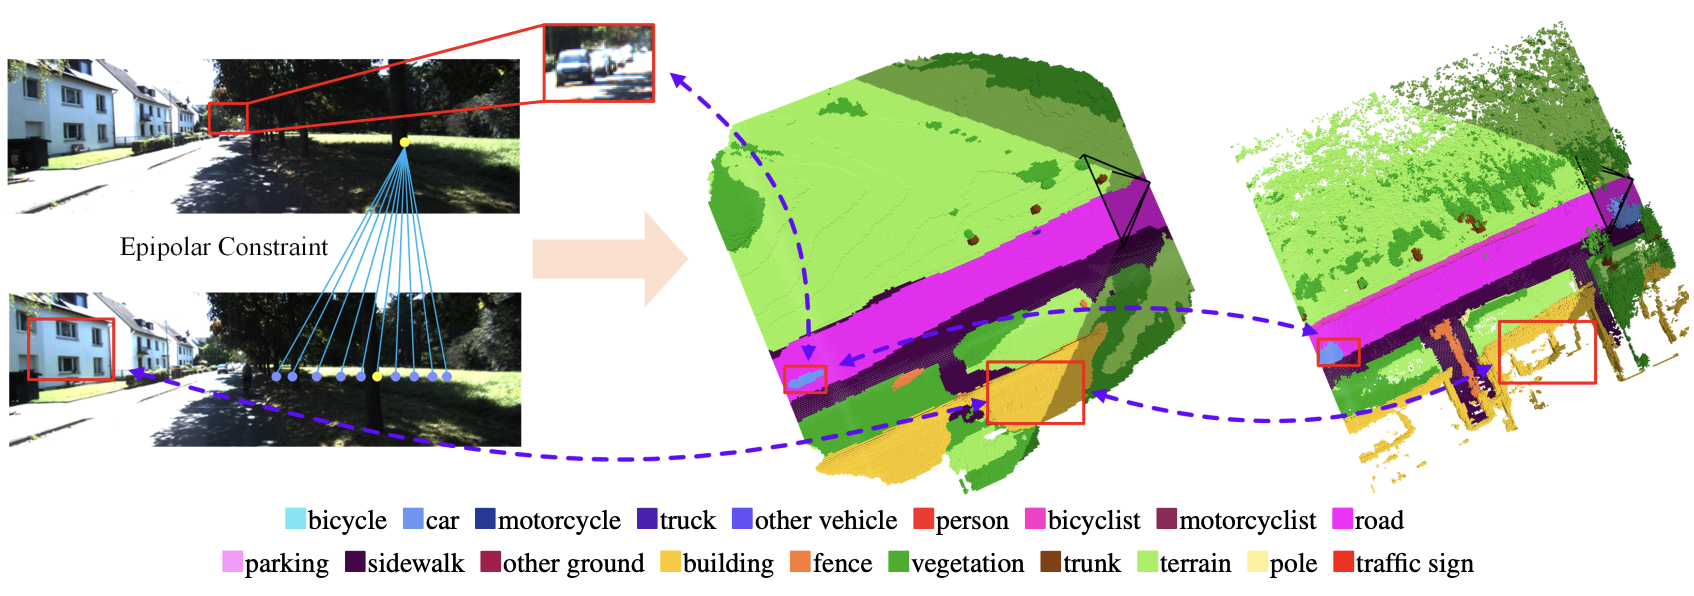 Epipolar Constraint
bicycle car motorcycle truck other vehicle person bicyclist motorcyclist road
parking sidewalk other ground building fence vegetation trunk terrain pole traffic sign